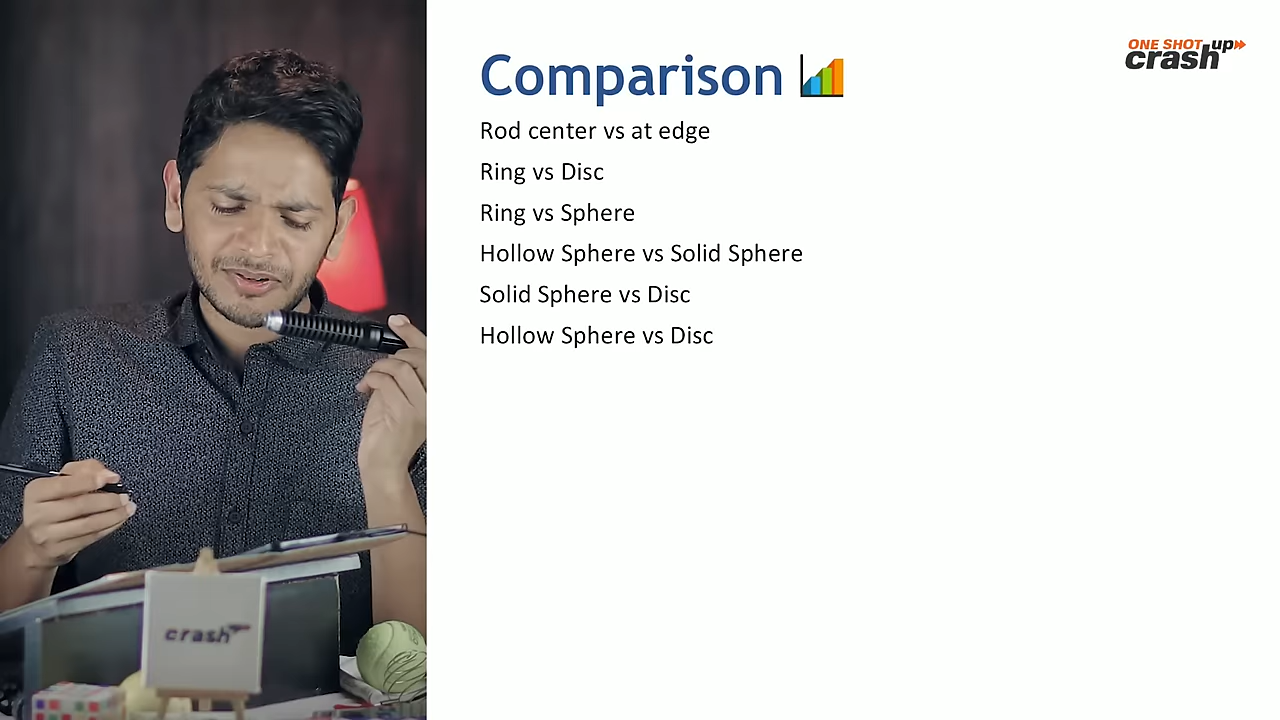 Comparison
ONE SHOT
crash up
Rod center vs at edge
Ring vs Disc
Ring vs Sphere
Hollow Sphere vs Solid Sphere
Solid Sphere vs Disc
Hollow Sphere vs Disc
crash